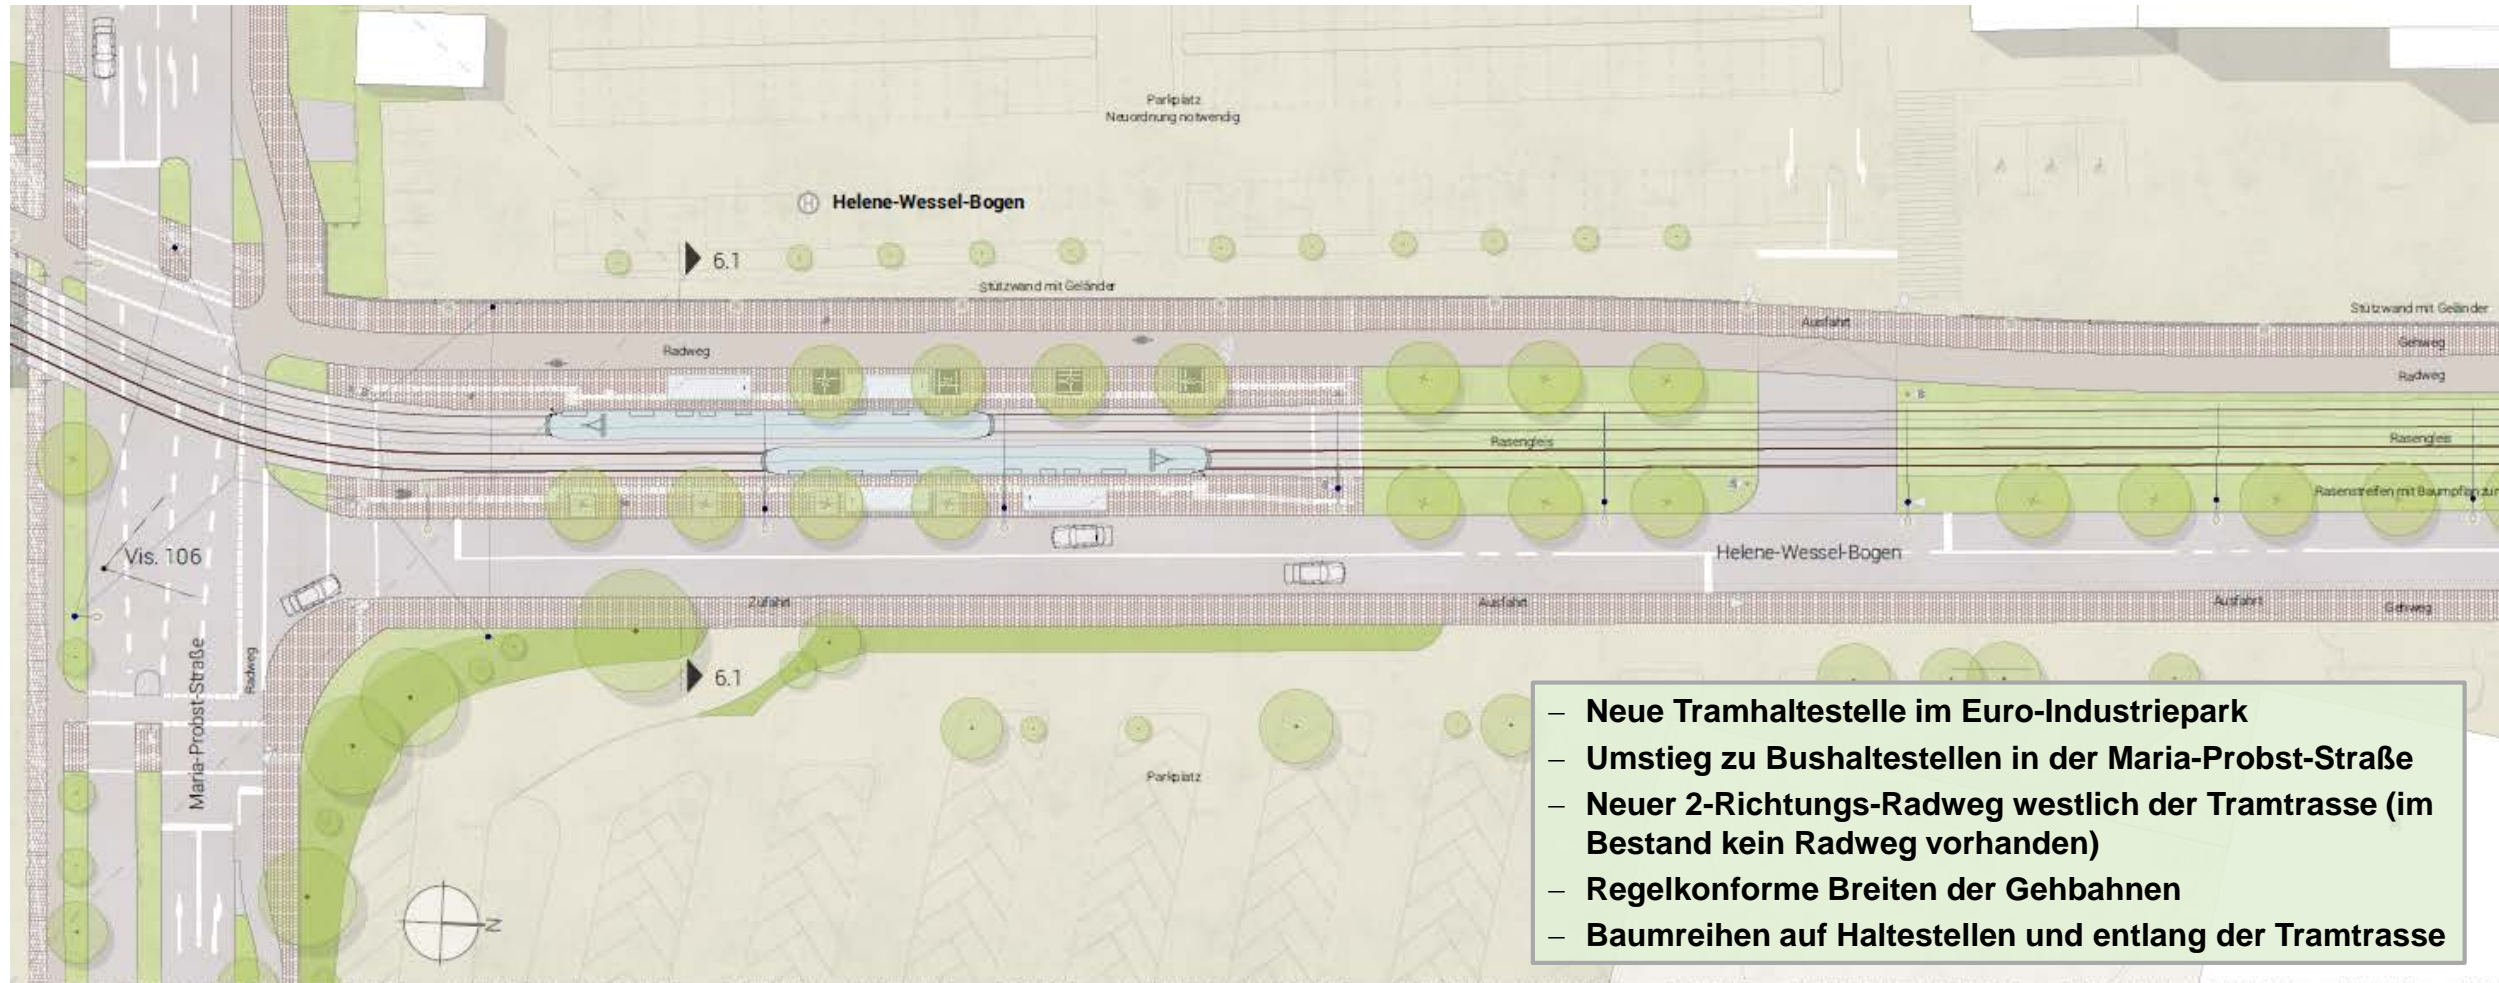 Parkplatz
Neuordnung notwendig
H Helene-Wessel-Bogen
6.1
Stützwand mit Geländer
Stützwand mit Geländer
Ausfahrt
Gehweg
Radweg
Radweg
Rasengleis
Rasengleis
Rasenstreifen mit Baumpflanzun
Vis. 106
Helene-Wessel-Bogen
Zufahrt
Ausfahrt
Ausfahrt
Gehweg
Maria-Probst-Straße
Radweg
6.1
Parkplatz
N
– Neue Tramhaltestelle im Euro-Industriepark
– Umstieg zu Bushaltestellen in der Maria-Probst-Straße
– Neuer 2-Richtungs-Radweg westlich der Tramtrasse (im
Bestand kein Radweg vorhanden)
– Regelkonforme Breiten der Gehbahnen
– Baumreihen auf Haltestellen und entlang der Tramtrasse